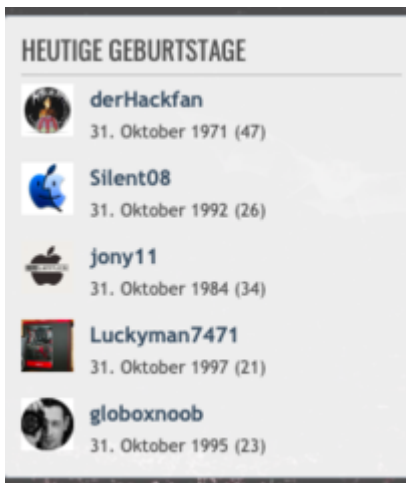 HEUTIGE GEBURTSTAGE
derHackfan
31. Oktober 1971 (47)
Silent08
31. Oktober 1992 (26)
jony11
31. Oktober 1984 (34)
Luckyman7471
31. Oktober 1997 (21)
globoxnoob
31. Oktober 1995 (23)